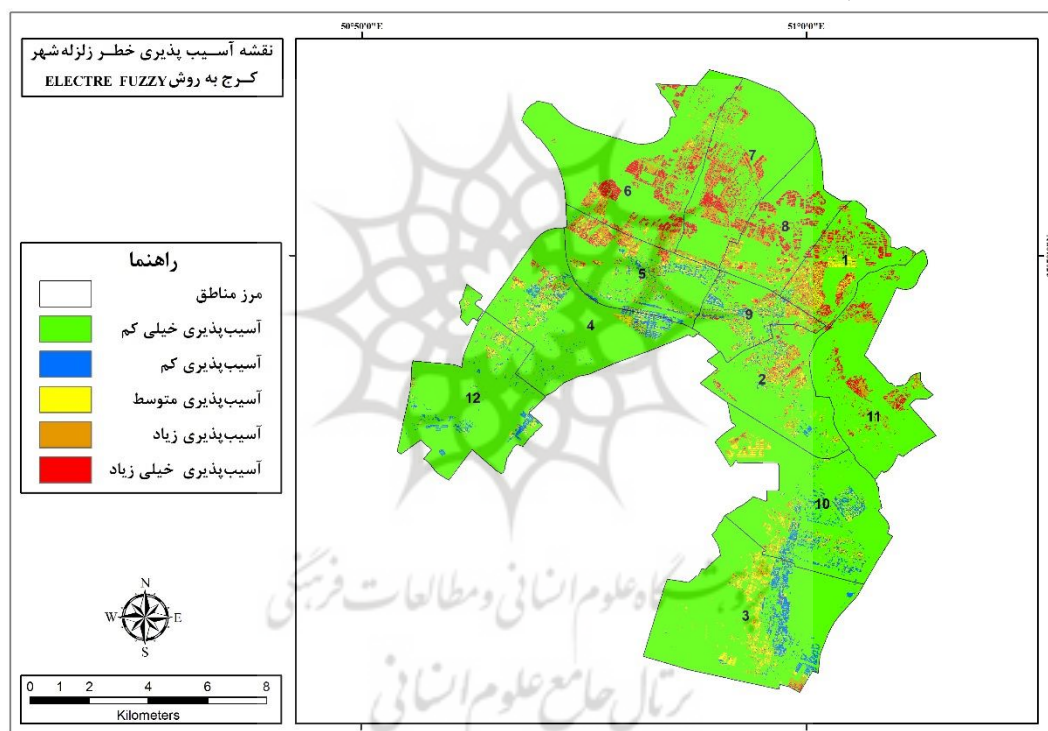 50°50'0"E
51°0'0"E
نقشه آسـیب پذیری خطـر زلزله شهر
کـرج به روش ELECTRE FUZZY
راهنما
مرز مناطق
آسیب‌پذیری خیلی کم
آسیب‌پذیری کم
آسیب‌پذیری متوسط
آسیب‌پذیری زیاد
آسیب‌پذیری خیلی زیاد
7
6
8
1
5
4
9
2
12
11
10
3
N
W E
S
0 1 2 4 6 8
Kilometers
پژوهشگاه علوم انسانی و مطالعات فرهنگی
پرتال جامع علوم انسانی